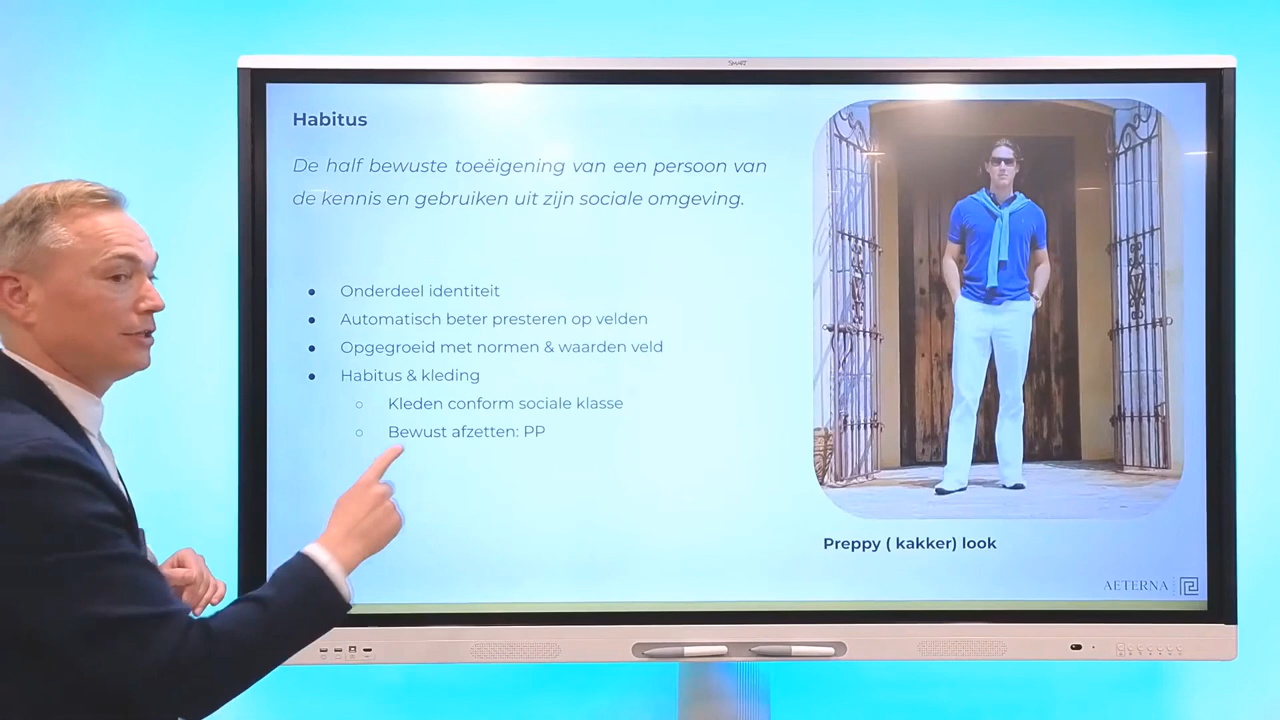 SMART
Habitus
De half bewuste toeëigening van een persoon van
de kennis en gebruiken uit zijn sociale omgeving.
Onderdeel identiteit
Automatisch beter presteren op velden
Opgegroeid met normen & waarden veld
Habitus & kleding
Kleden conform sociale klasse
Bewust afzetten: PP
Preppy ( kakker) look
AETERNA